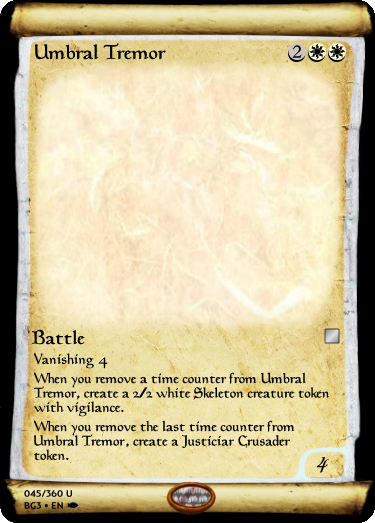 Umbral Tremor 2
Battle
Vanishing 4
When you remove a time counter from Umbral
Tremor, create a 2/2 white Skeleton creature token
with vigilance.
When you remove the last time counter from
Umbral Tremor, create a Justiciar Crusader
token.
4
045/360 U
BG3 • EN